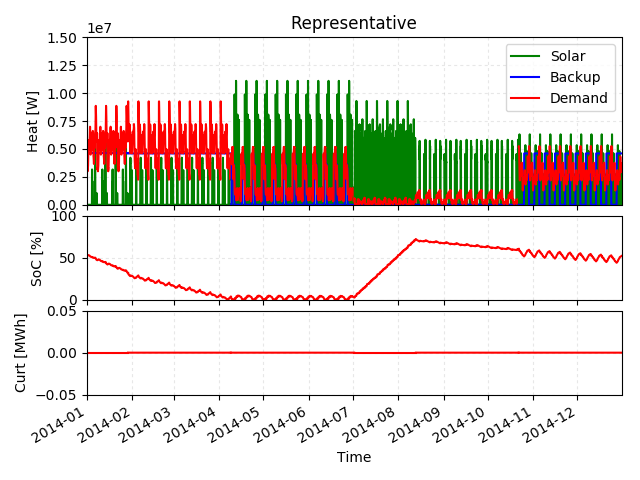 Representative
1e7
1.50
1.25
1.00
0.75
0.50
0.25
0.00
Heat [W]
Solar
Backup
Demand
100
50
0
SoC [%]
0.05
0.00
−0.05
Curt [MWh]
2014-01
2014-02
2014-03
2014-04
2014-05
2014-06
2014-07
2014-08
2014-09
2014-10
2014-11
2014-12
Time